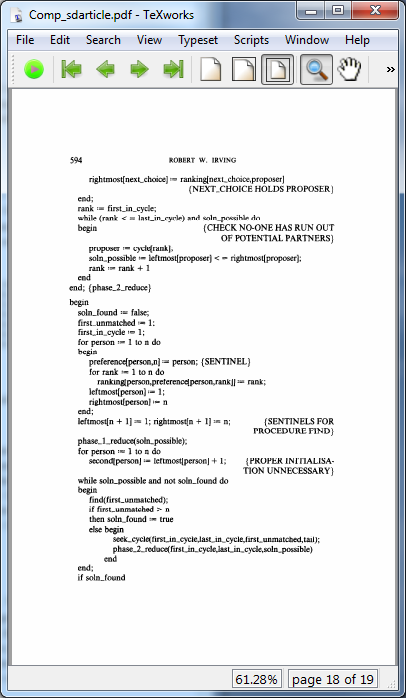 Comp_sdarticle.pdf - TeXworks
File Edit Search View Typeset Scripts Window Help
»
594 ROBERT W. IRVING
rightmost[next_choice] := ranking[next_choice,proposer]
{NEXT_CHOICE HOLDS PROPOSER}
end;
rank := first_in_cycle;
while (rank < = last_in_cycle) and soln_possible do
begin {CHECK NO-ONE HAS RUN OUT
OF POTENTIAL PARTNERS}
proposer := cycle[rank];
soln_possible := leftmost[proposer] < = rightmost[proposer];
rank := rank + 1
end
end; {phase_2_reduce}
begin
soln_found := false;
first_unmatched := 1;
first_in_cycle := 1;
for person := 1 to n do
begin
preference[person,n] := person; {SENTINEL}
for rank := 1 to n do
ranking[person,preference[person,rank]] := rank;
leftmost[person] := 1;
rightmost[person] := n
end;
leftmost[n + 1] := 1; rightmost[n + 1] := n; {SENTINELS FOR
PROCEDURE FIND}
phase_1_reduce(soln_possible);
for person := 1 to n do
second[person] := leftmost[person] + 1; {PROPER INITIALISA-
TION UNNECESSARY}
while soln_possible and not soln_found do
begin
find(first_unmatched);
if first_unmatched > n
then soln_found := true
else begin
seek_cycle(first_in_cycle,last_in_cycle,first_unmatched,tail);
phase_2_reduce(first_in_cycle,last_in_cycle,soln_possible)
end
end;
if soln_found
61.28% page 18 of 19